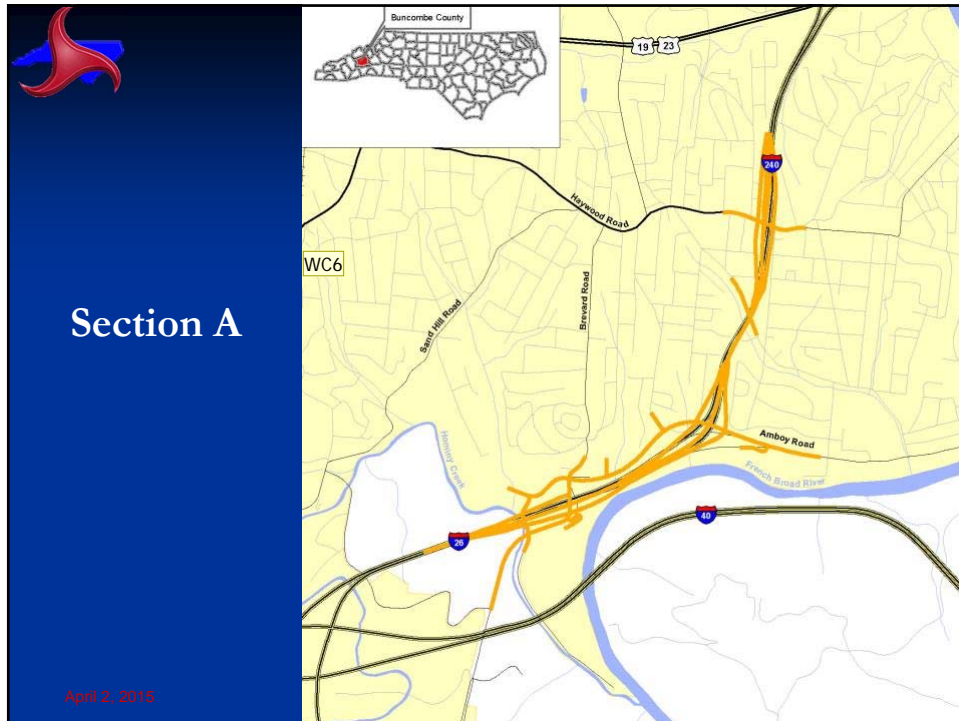 Section A
April 2, 2015
Buncombe County
19 23
240
Haywood Road
WC6
Sand Hill Road
Brevard Road
Amboy Road
Hominy Creek
French Broad River
40
26